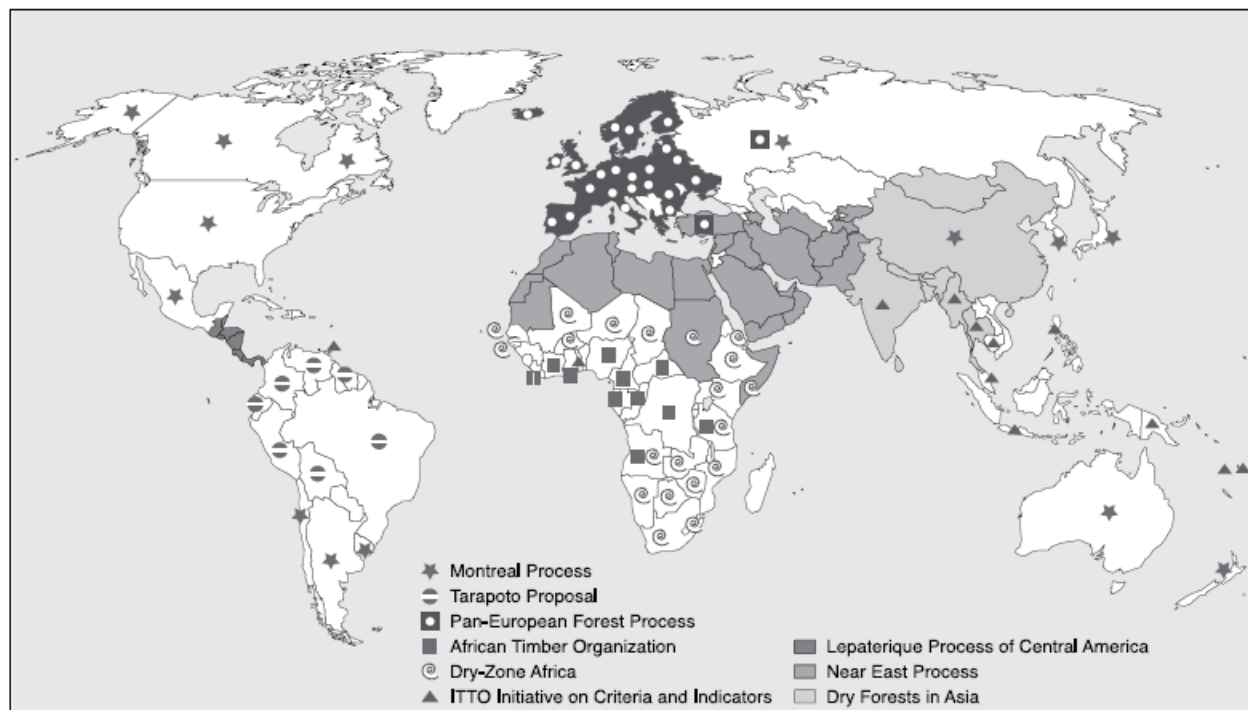 Montreal Process
Tarapoto Proposal
Pan-European Forest Process
African Timber Organization
Dry-Zone Africa
ITTO Initiative on Criteria and Indicators
Lepaterique Process of Central America
Near East Process
Dry Forests in Asia